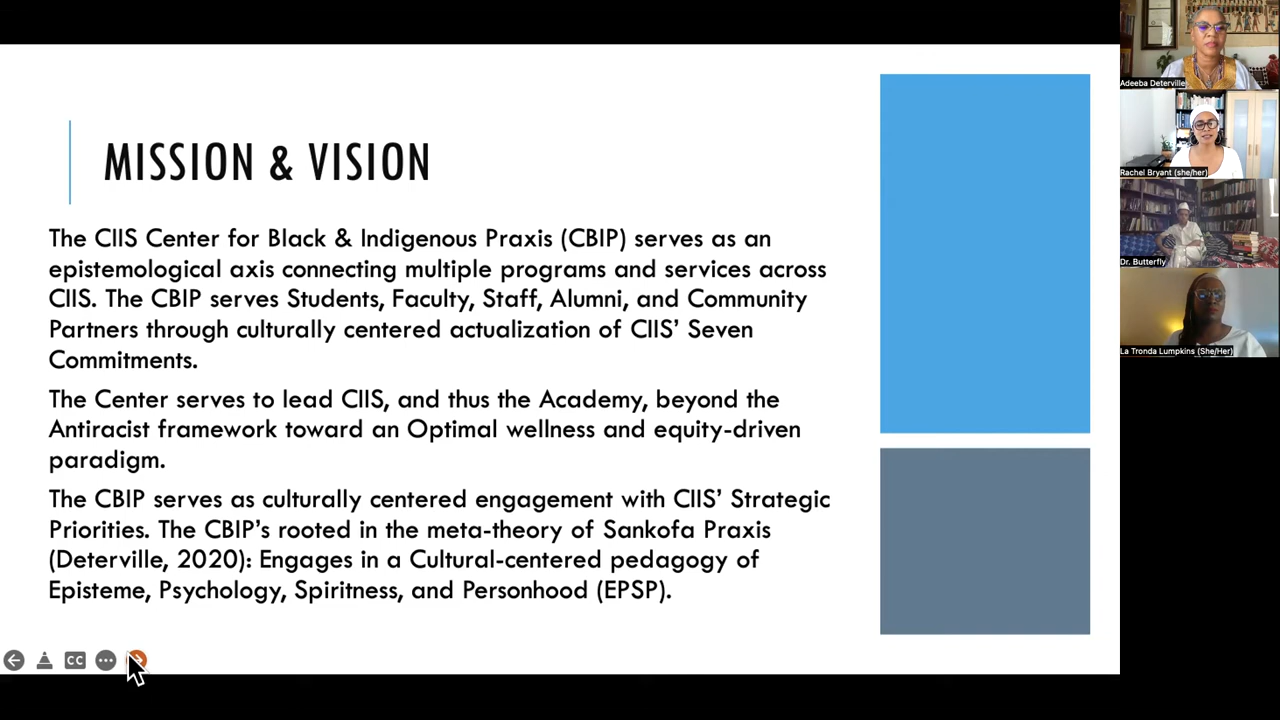 MISSION & VISION
The CIIS Center for Black & Indigenous Praxis (CBIP) serves as an
epistemological axis connecting multiple programs and services across
CIIS. The CBIP serves Students, Faculty, Staff, Alumni, and Community
Partners through culturally centered actualization of CIIS’ Seven
Commitments.
The Center serves to lead CIIS, and thus the Academy, beyond the
Antiracist framework toward an Optimal wellness and equity-driven
paradigm.
The CBIP serves as culturally centered engagement with CIIS’ Strategic
Priorities. The CBIP’s rooted in the meta-theory of Sankofa Praxis
(Deterville, 2020): Engages in a Cultural-centered pedagogy of
Episteme, Psychology, Spiritness, and Personhood (EPSP).
CC
Adeeba Deterville
Rachel Bryant (she/her)
Dr. Butterfly
La Tronda Lumpkins (She/Her)